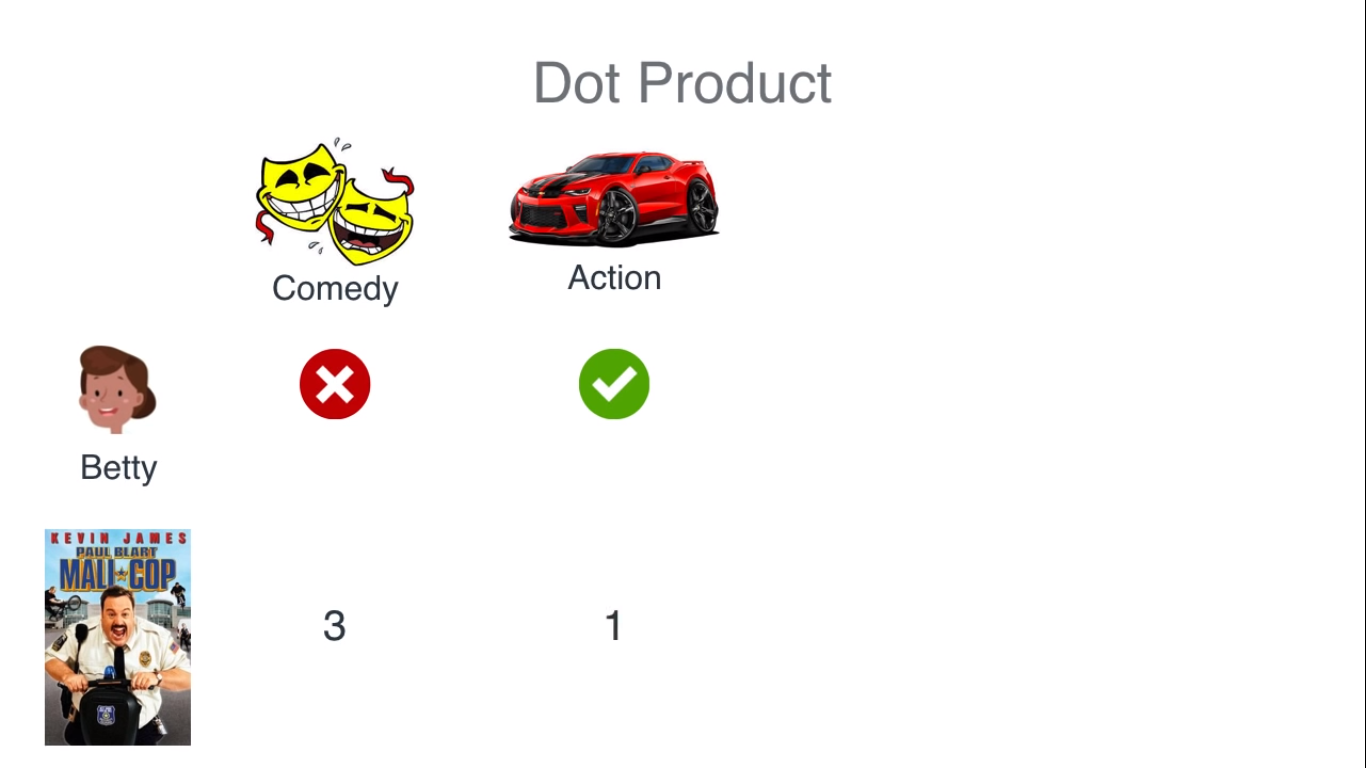 Dot Product
Comedy
Action
Betty
KEVIN JAMES
PAUL BLART
MALL COP
3
1